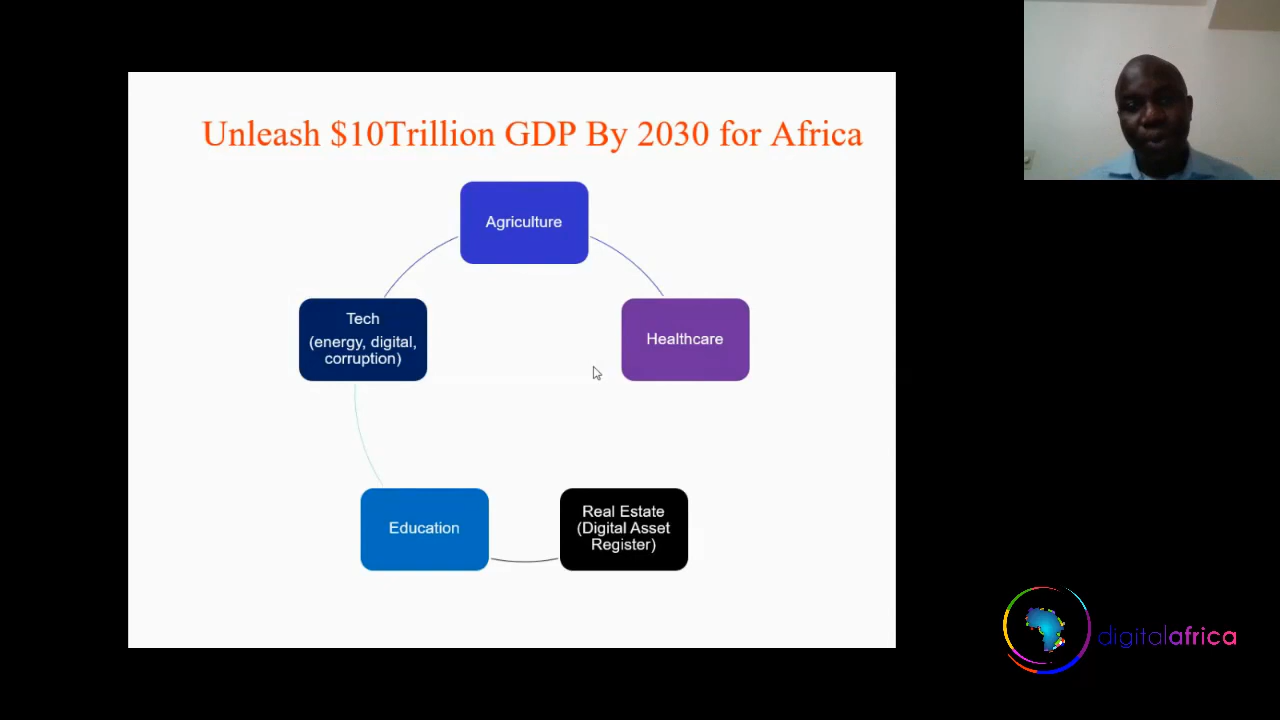 Unleash $10Trillion GDP By 2030 for Africa
Agriculture
Tech
(energy, digital,
corruption)
Healthcare
Education
Real Estate
(Digital Asset
Register)
digitalafrica